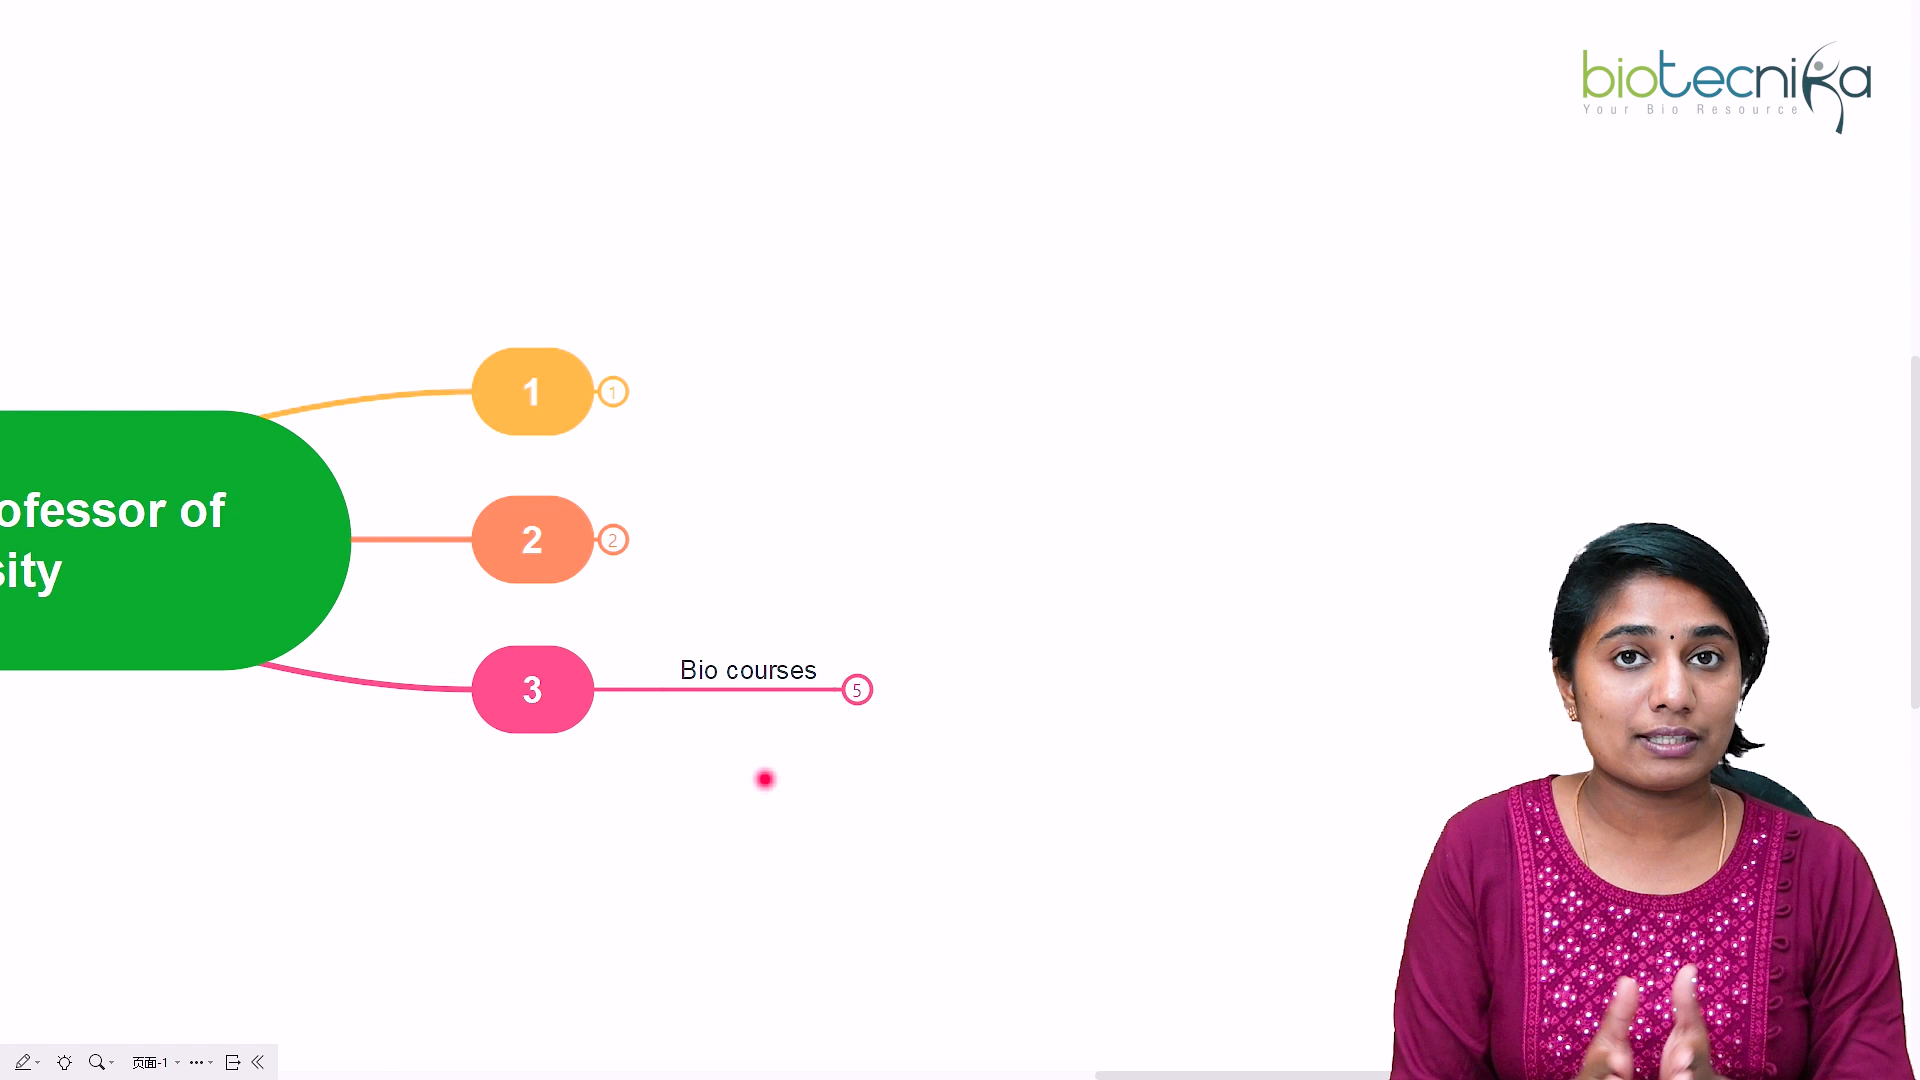 biotecnika
Your Bio Resource
ofessor of
sity
1
1
2
2
3
Bio courses
5
页面-1